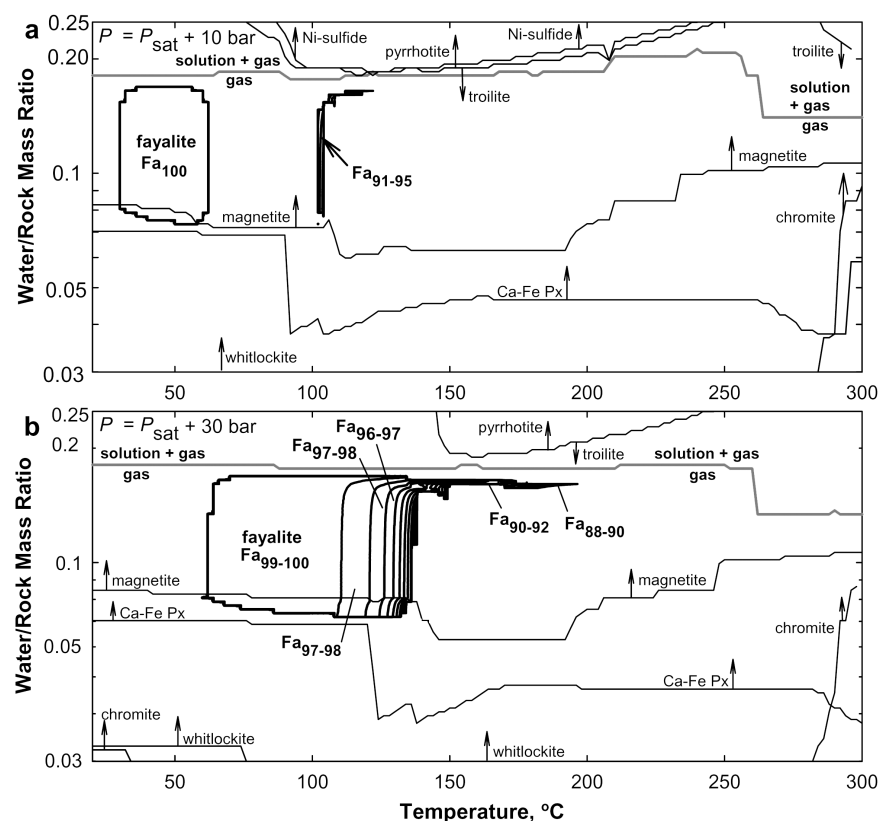 a
P = Psat + 10 bar
0.25
0.20
0.1
0.05
0.03
Water/Rock Mass Ratio
Ni-sulfide
pyrrhotite
Ni-sulfide
troilite
solution + gas
gas
troilite
solution
+ gas
gas
fayalite
Fa100
Fa91-95
magnetite
magnetite
chromite
Ca-Fe Px
whitlockite
50
100
150
200
250
300
b
P = Psat + 30 bar
0.25
0.2
0.1
0.05
0.03
Water/Rock Mass Ratio
Fa96-97
Fa97-98
pyrrhotite
troilite
solution + gas
gas
solution + gas
gas
fayalite
Fa99-100
Fa90-92
Fa88-90
magnetite
magnetite
Ca-Fe Px
Fa97-98
chromite
Ca-Fe Px
chromite
whitlockite
whitlockite
50
100
150
200
250
300
Temperature, ºC